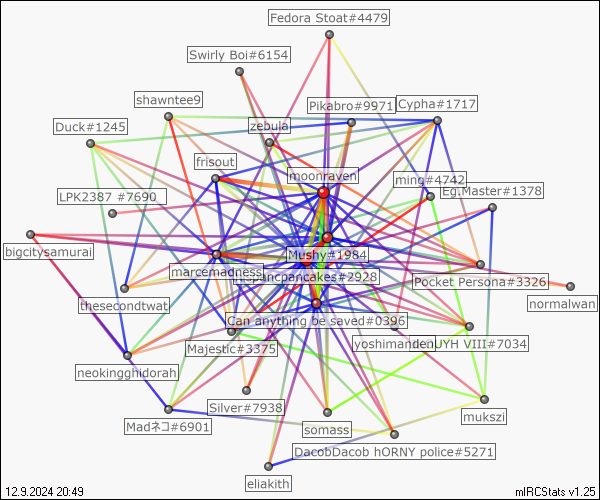 Fedora Stoat#4479
Swirly Boi#6154
shawntee9
Pikabro#9971
Cypha#1717
Duck#1245
zebula
frisout
moonraven
ming#4742
Eg.Master#1378
LPK2387 #7690
bigcitysamurai
Mushy#1984
marcemadness
pancpancakes#2928
Pocket Persona#3326
thesecondtwat
normalwan
Can anything be saved#0396
Majestic#3375
yoshimanden
UYH VIII#7034
neokingghidorah
Silver#7938
Madネコ#6901
somass
mukszi
DacobDacob hORNY police#5271
eliakith
12.9.2024 20:49
mIRCStats v1.25